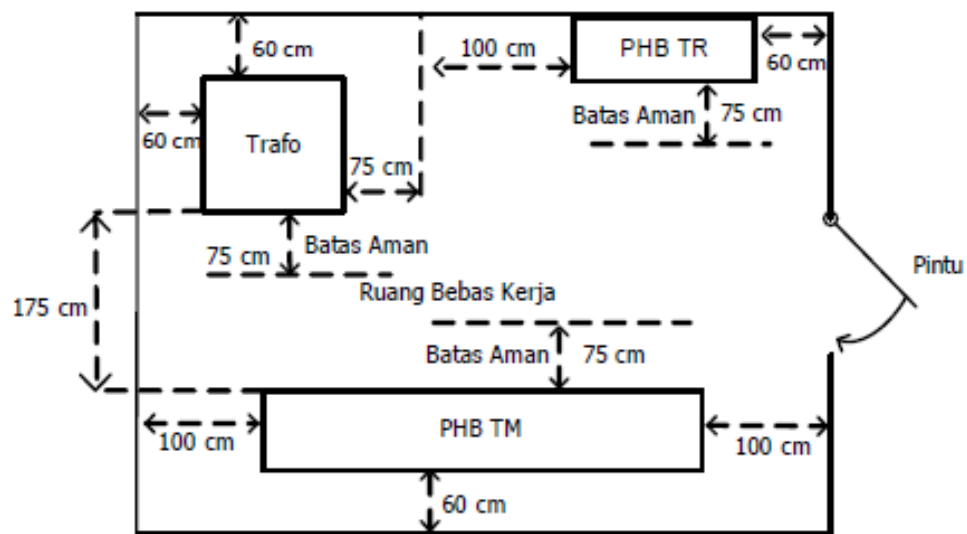 60 cm
100 cm
PHB TR
60 cm
60 cm
Trafo
75 cm
Batas Aman
75 cm
75 cm
Batas Aman
Pintu
175 cm
Ruang Bebas Kerja
Batas Aman
75 cm
100 cm
PHB TM
100 cm
60 cm